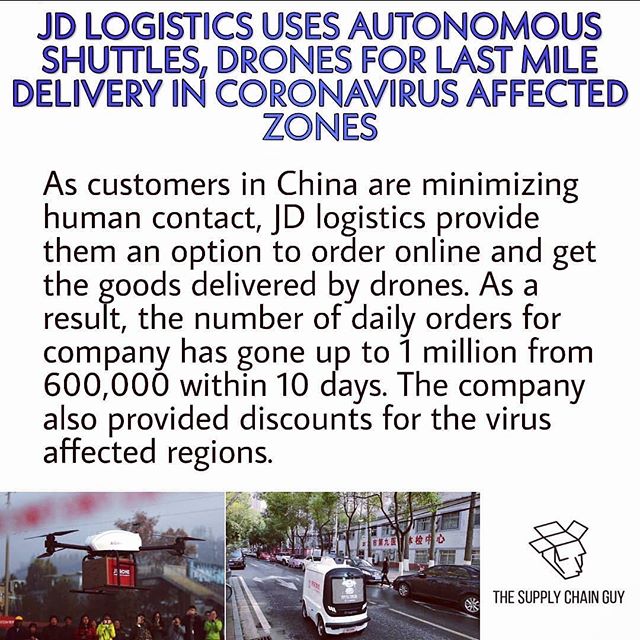 JD LOGISTICS USES AUTONOMOUS
SHUTTLES, DRONES FOR LAST MILE
DELIVERY IN CORONAVIRUS AFFECTED
ZONES
As customers in China are minimizing
human contact, JD logistics provide
them an option to order online and get
the goods delivered by drones. As a
result, the number of daily orders for
company has gone up to 1 million from
600,000 within 10 days. The company
also provided discounts for the virus
affected regions.
THE SUPPLY CHAIN GUY